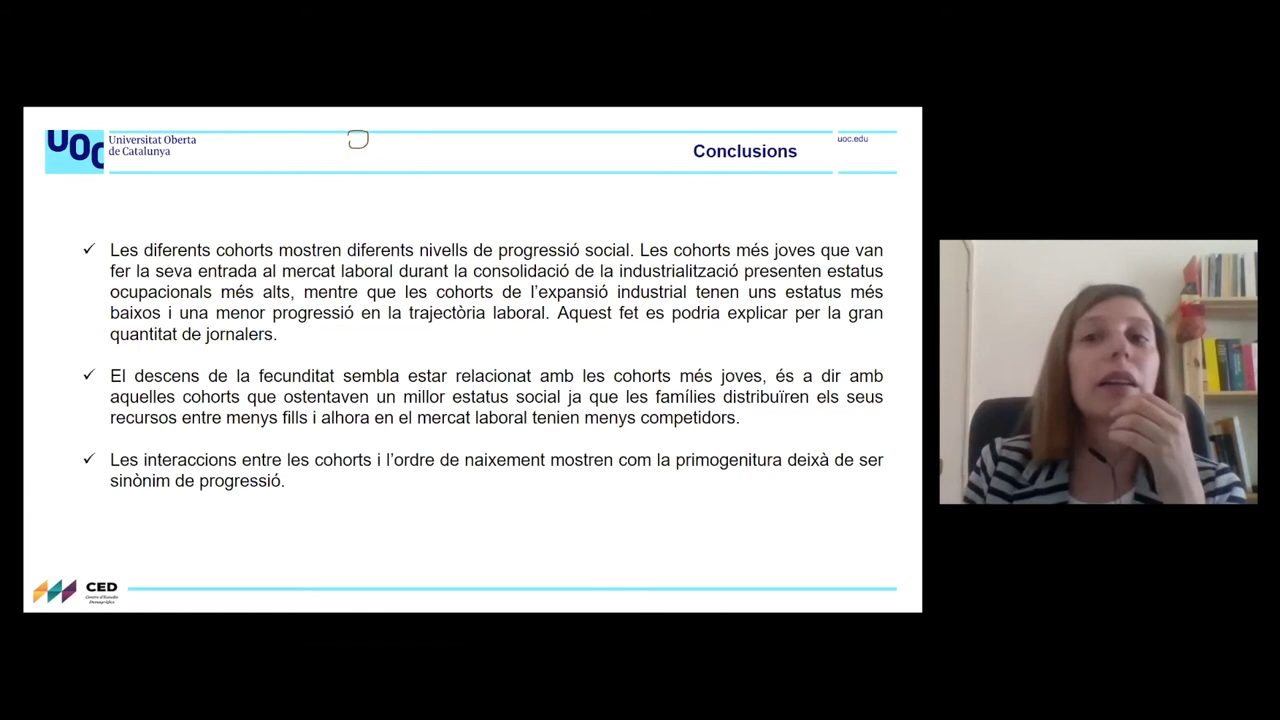 UOC
Universitat Oberta
de Catalunya
Conclusions
uoc.edu
✓ Les diferents cohorts mostren diferents nivells de progressió social. Les cohorts més joves que van
fer la seva entrada al mercat laboral durant la consolidació de la industrialització presenten estatus
ocupacionals més alts, mentre que les cohorts de l'expansió industrial tenen uns estatus més
baixos i una menor progressió en la trajectòria laboral. Aquest fet es podria explicar per la gran
quantitat de jornalers.
✓ El descens de la fecunditat sembla estar relacionat amb les cohorts més joves, és a dir amb
aquelles cohorts que ostentaven un millor estatus social ja que les famílies distribuïren els seus
recursos entre menys fills i alhora en el mercat laboral tenien menys competidors.
✓ Les interaccions entre les cohorts i l'ordre de naixement mostren com la primogenitura deixà de ser
sinònim de progressió.
CED
Centre d'Estudis
Demogràfics